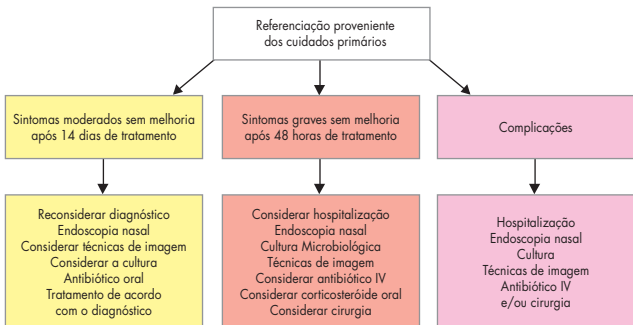 Referenciação proveniente
dos cuidados primários
Sintomas moderados sem melhoria
após 14 dias de tratamento
Sintomas graves sem melhoria
após 48 horas de tratamento
Complicações
Reconsiderar diagnóstico
Endoscopia nasal
Considerar técnicas de imagem
Considerar a cultura
Antibiótico oral
Tratamento de acordo
com o diagnóstico
Considerar hospitalização
Endoscopia nasal
Cultura Microbiológica
Técnicas de imagem
Considerar antibiótico IV
Considerar corticosteróide oral
Considerar cirurgia
Hospitalização
Endoscopia nasal
Cultura
Técnicas de imagem
Antibiótico IV
e/ou cirurgia